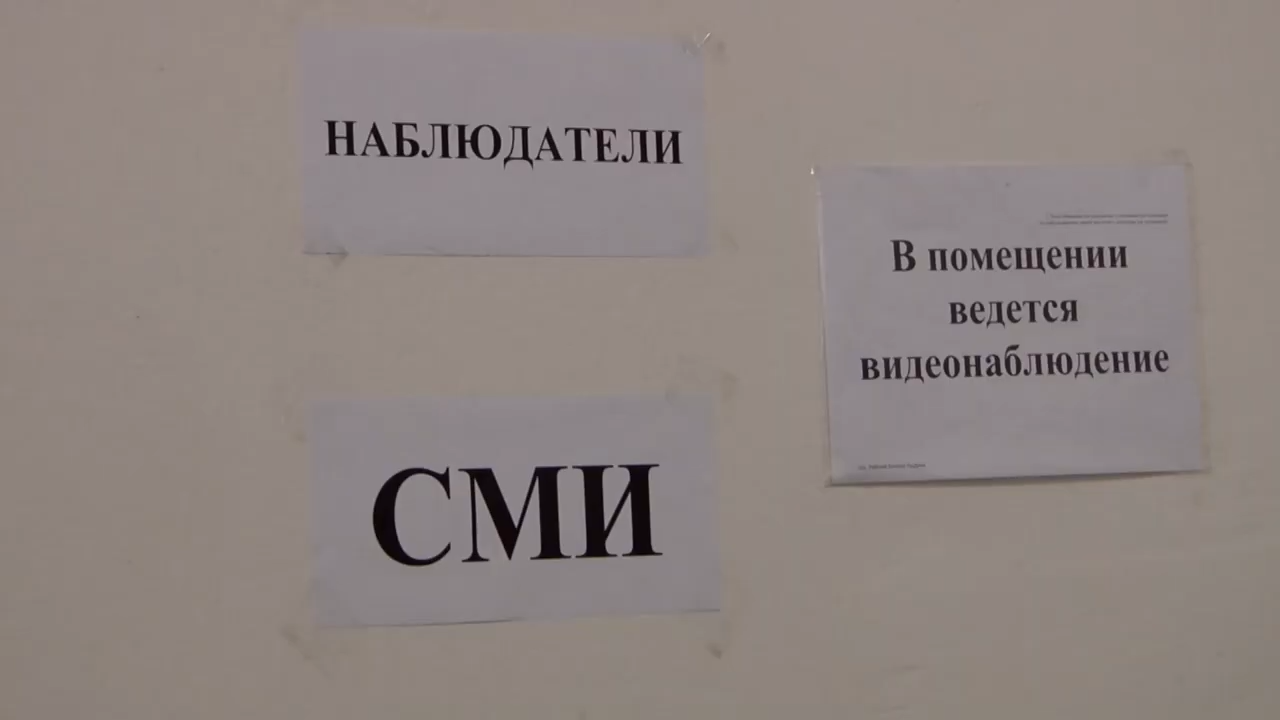 НАБЛЮДАТЕЛИ
СМИ
В помещении
ведется
видеонаблюдение